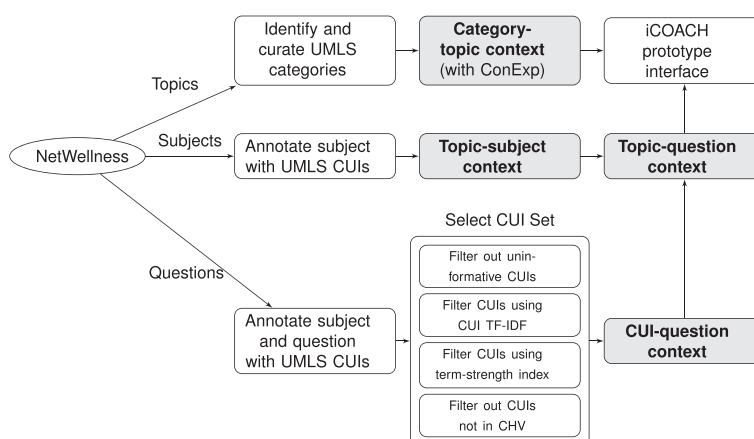 Identify and
curate UMLS
categories
Category-
topic context
(with ConExp)
iCOACH
prototype
interface
Topics
NetWellness
Subjects
Annotate subject
with UMLS CUIs
Topic-subject
context
Topic-question
context
Select CUI Set
Filter out unin-
formative CUIs
Questions
Filter CUIs using
CUI TF-IDF
Annotate subject
and question
with UMLS CUIs
CUI-question
context
Filter CUIs using
term-strength index
Filter out CUIs
not in CHV